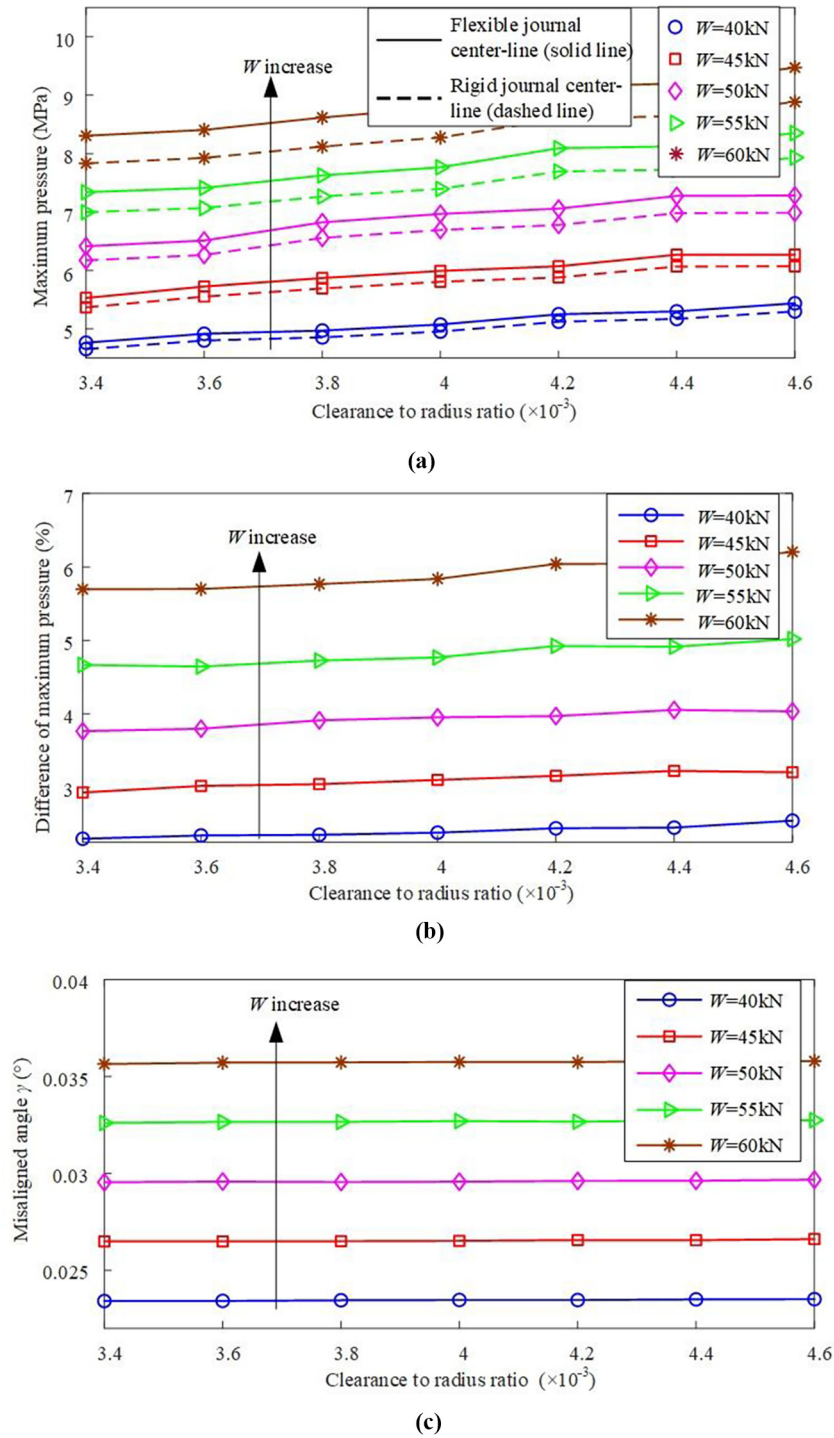 10
9
8
7
6
5
Maximum pressure (MPa)
W increase
Flexible journal
center-line (solid line)
Rigid journal center-
line (dashed line)
W=40kN
W=45kN
W=50kN
W=55kN
W=60kN
3.4 3.6 3.8 4 4.2 4.4 4.6
Clearance to radius ratio (×10⁻³)
(a)
7
6
5
4
3
Difference of maximum pressure (%)
W increase
W=40kN
W=45kN
W=50kN
W=55kN
W=60kN
3.4 3.6 3.8 4 4.2 4.4 4.6
Clearance to radius ratio (×10⁻³)
(b)
0.04
0.035
0.03
0.025
Misaligned angle γ (°)
W increase
W=40kN
W=45kN
W=50kN
W=55kN
W=60kN
3.4 3.6 3.8 4 4.2 4.4 4.6
Clearance to radius ratio (×10⁻³)
(c)